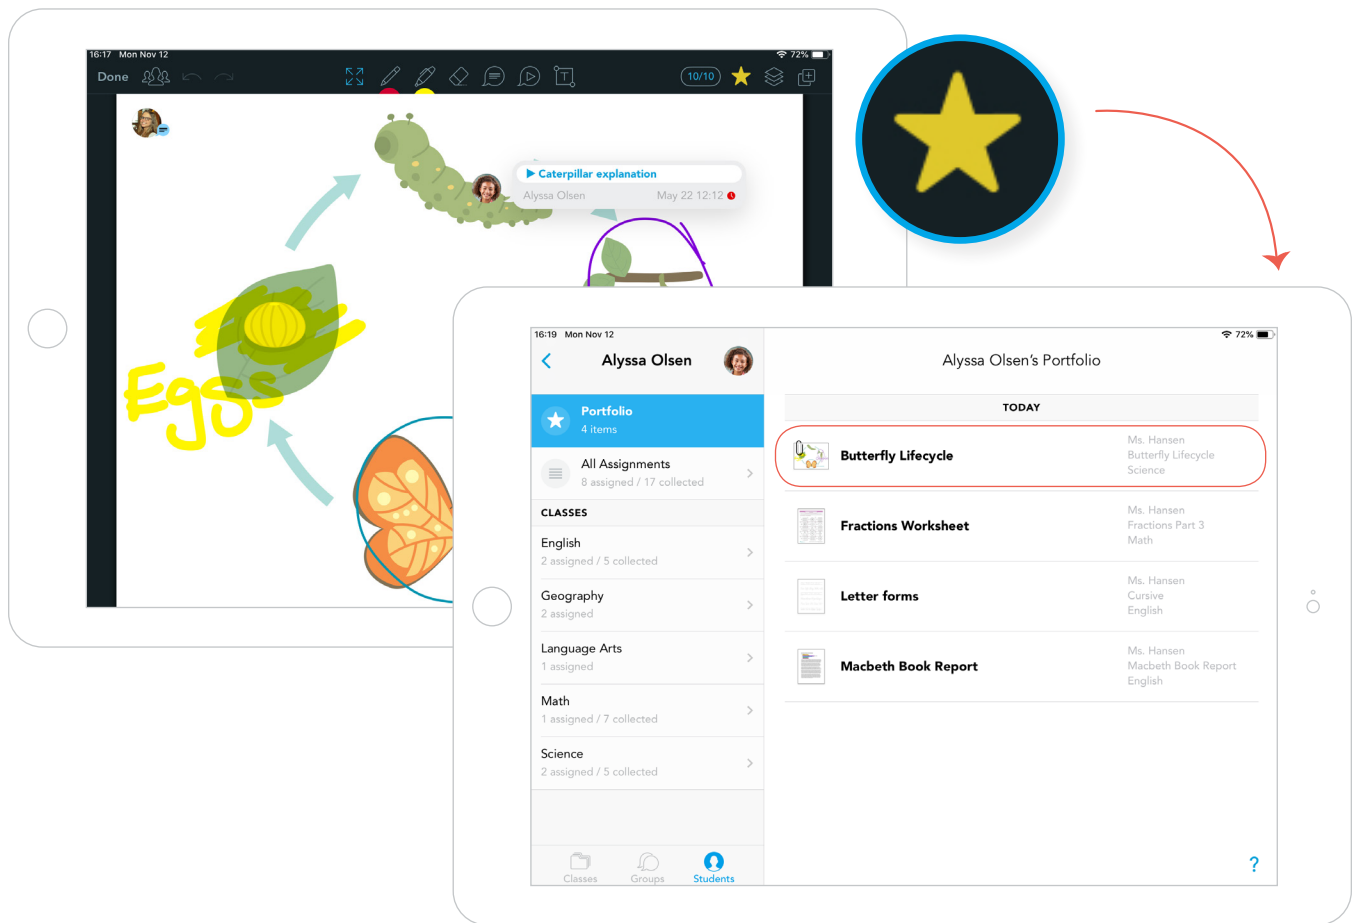 16:17 Mon Nov 12
72%
Done
10/10
T
Caterpillar explanation
Alyssa Olsen May 22 12:12
Eggs
16:19 Mon Nov 12
72%
Alyssa Olsen
Portfolio
4 items
All Assignments
8 assigned / 17 collected
CLASSES
English
2 assigned / 5 collected
Geography
2 assigned
Language Arts
1 assigned
Math
1 assigned / 7 collected
Science
2 assigned / 5 collected
Classes Groups Students
Alyssa Olsen's Portfolio
TODAY
Butterfly Lifecycle
Ms. Hansen
Butterfly Lifecycle
Science
Fractions Worksheet
Ms. Hansen
Fractions Part 3
Math
Letter forms
Ms. Hansen
Cursive
English
Macbeth Book Report
Ms. Hansen
Macbeth Book Report
English
?